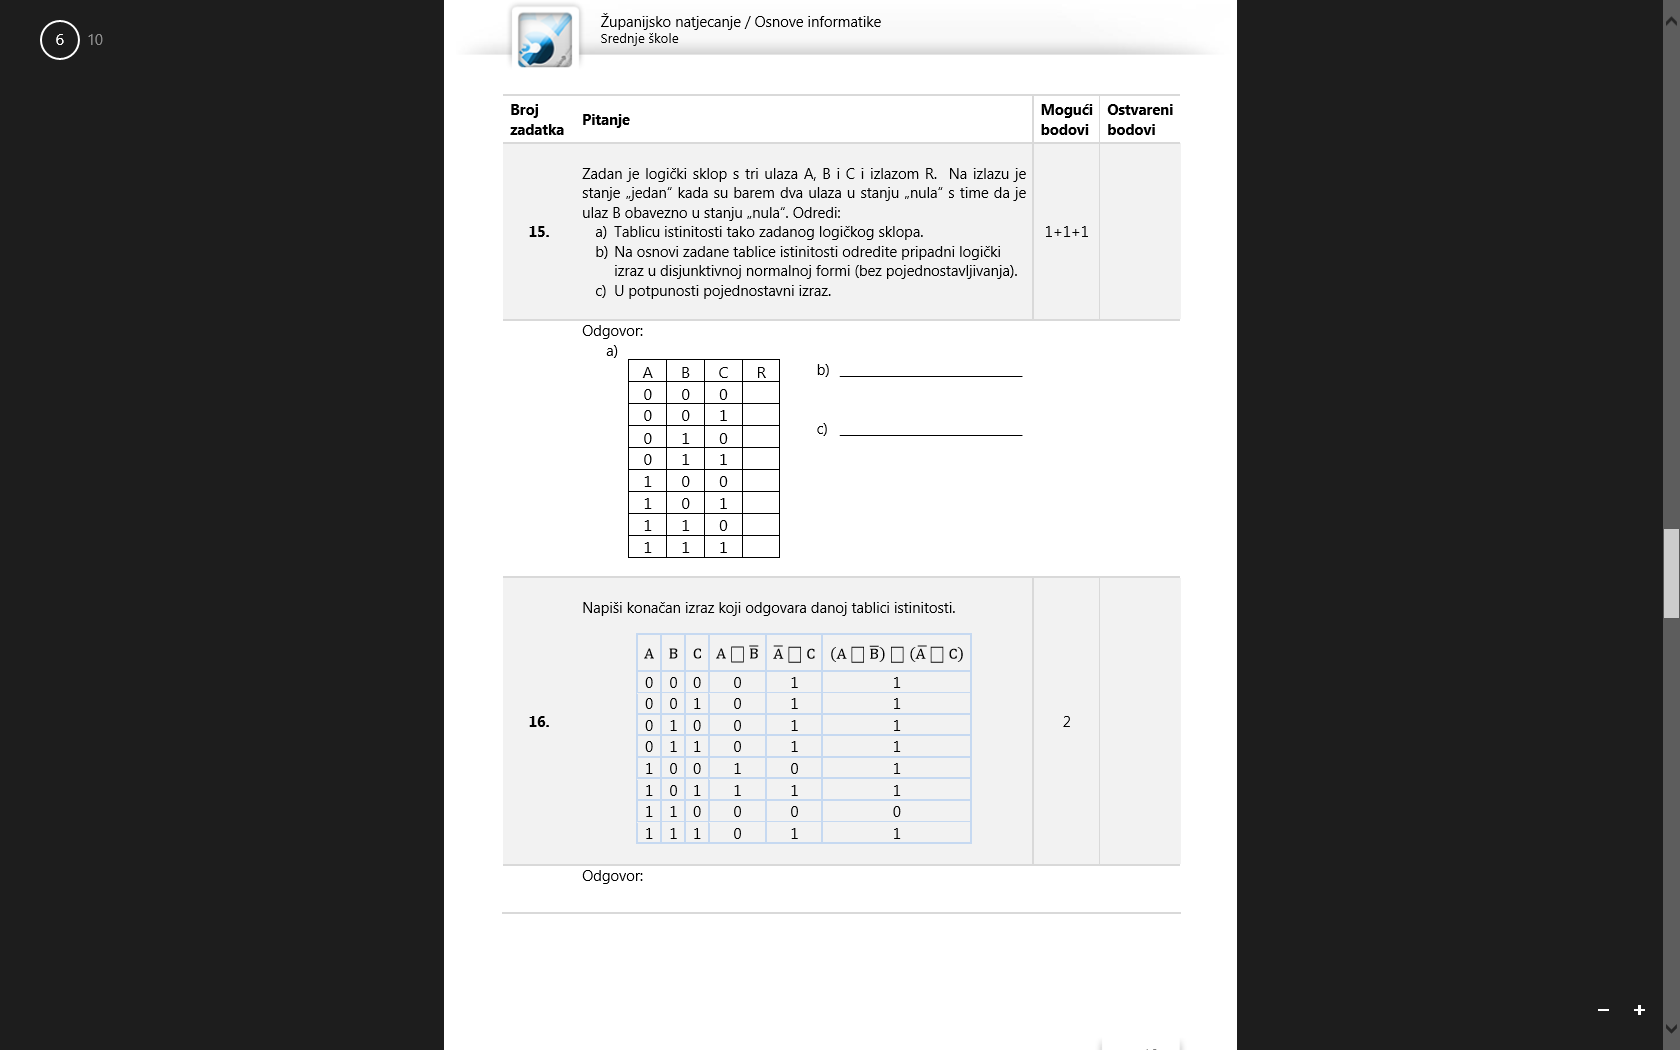 6 10
Županijsko natjecanje / Osnove informatike
Srednje škole
Broj zadatka Pitanje Mogući bodovi Ostvareni bodovi
Zadan je logički sklop s tri ulaza A, B i C i izlazom R. Na izlazu je
stanje „jedan“ kada su barem dva ulaza u stanju „nula“ s time da je
ulaz B obavezno u stanju „nula“. Odredi:
15. a) Tablicu istinitosti tako zadanog logičkog sklopa. 1+1+1
b) Na osnovi zadane tablice istinitosti odredite pripadni logički
izraz u disjunktivnoj normalnoj formi (bez pojednostavljivanja).
c) U potpunosti pojednostavni izraz.
Odgovor:
a)
A B C R
0 0 0
0 0 1
0 1 0
0 1 1
1 0 0
1 0 1
1 1 0
1 1 1
b)
c)
Napiši konačan izraz koji odgovara danoj tablici istinitosti.
A B C A □ B̅ A̅ □ C (A □ B̅) □ (A̅ □ C)
0 0 0 0 1 1
0 0 1 0 1 1
0 1 0 0 1 1
0 1 1 0 1 1
1 0 0 1 0 1
1 0 1 1 1 1
1 1 0 0 0 0
1 1 1 0 1 1
16. 2
Odgovor: